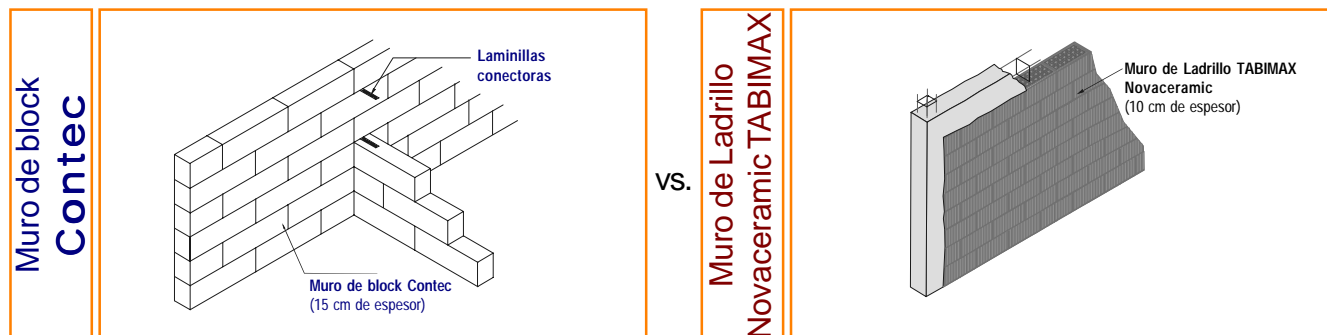 Muro de block
Contec
Laminillas
conectoras
Muro de block Contec
(15 cm de espesor)
vs.
Muro de Ladrillo
Novaceramic TABIMAX
Muro de Ladrillo TABIMAX
Novaceramic
(10 cm de espesor)